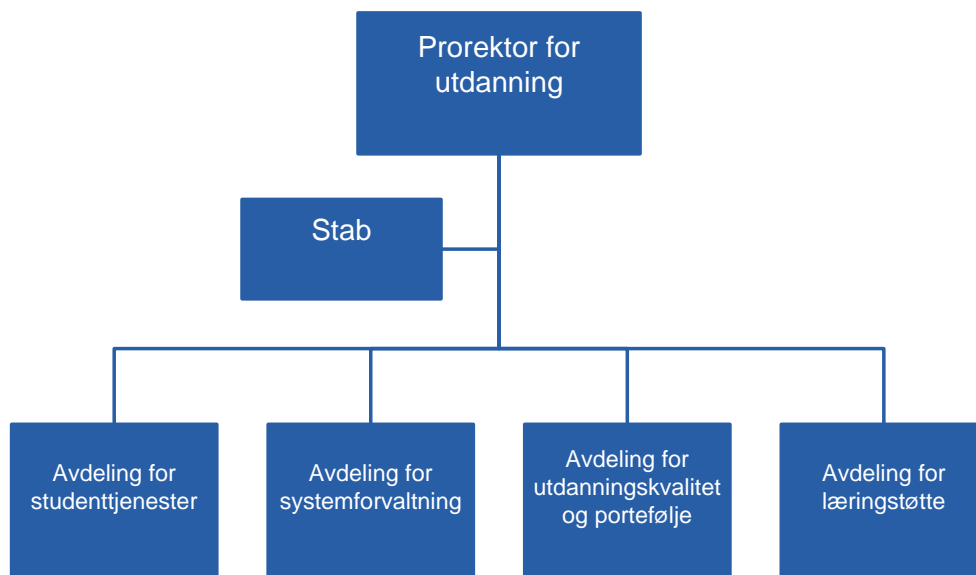 Prorektor for
utdanning
Stab
Avdeling for
studenttjenester
Avdeling for
systemforvaltning
Avdeling for
utdanningskvalitet
og portefølje
Avdeling for
læringstøtte